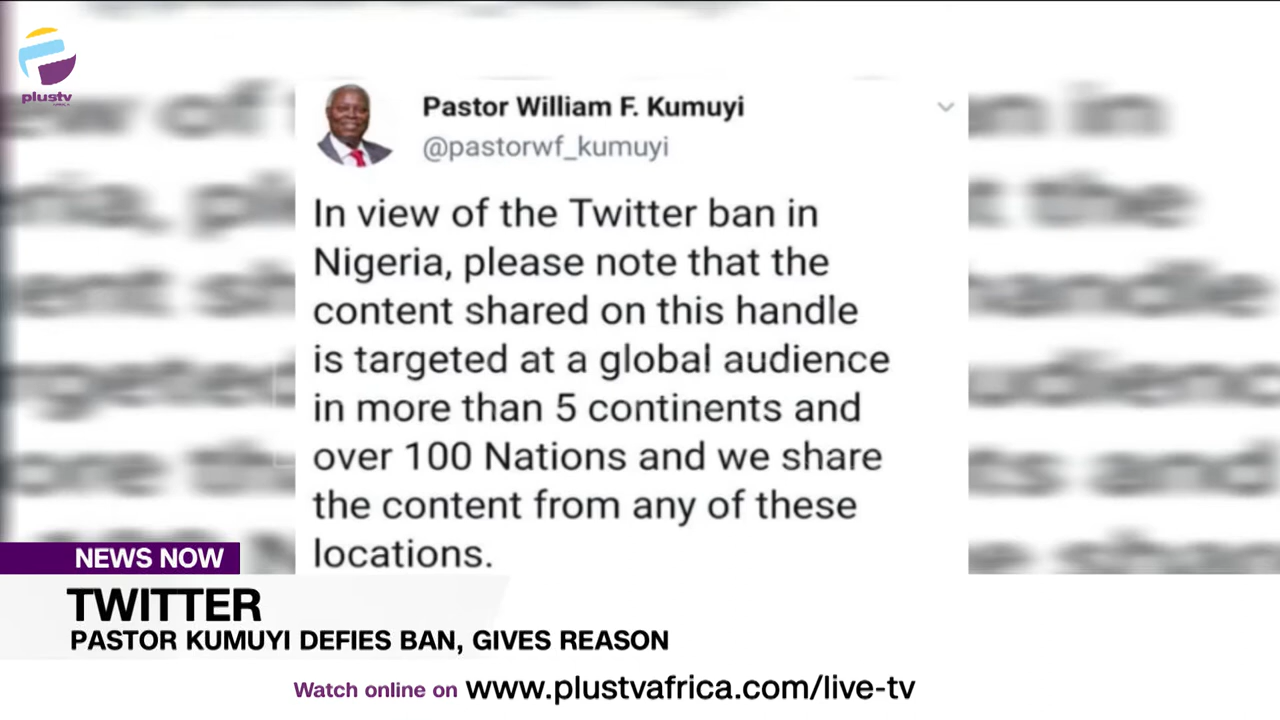 plustv
Pastor William F. Kumuyi
@pastorwf_kumuyi
In view of the Twitter ban in
Nigeria, please note that the
content shared on this handle
is targeted at a global audience
in more than 5 continents and
over 100 Nations and we share
the content from any of these
locations.
NEWS NOW
TWITTER
PASTOR KUMUYI DEFIES BAN, GIVES REASON
Watch online on www.plustvafrica.com/live-tv